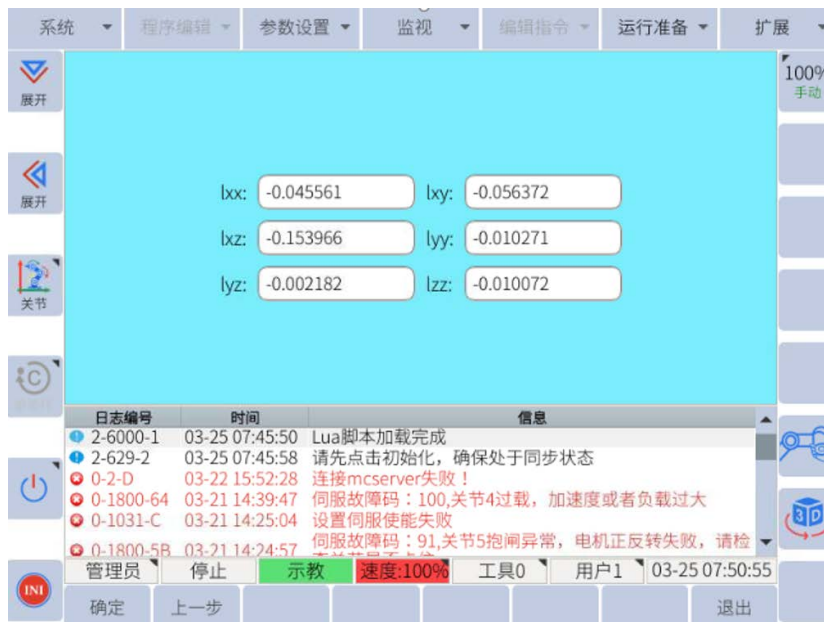 系统 程序编辑 参数设置 监视 编辑指令 运行准备 扩展
展开
100%
手动
展开
lxx: -0.045561 lxy: -0.056372
lxz: -0.153966 lyy: -0.010271
lyz: -0.002182 lzz: -0.010072
关节
日志编号 时间 信息
2-6000-1 03-25 07:45:50 Lua脚本加载完成
2-629-2 03-25 07:45:58 请先点击初始化，确保处于同步状态
0-2-D 03-22 15:52:28 连接mcserver失败！
0-1800-64 03-21 14:39:47 伺服故障码：100,关节4过载，加速度或者负载过大
0-1031-C 03-21 14:25:04 设置伺服使能失败
0-1800-5B 03-21 14:24:57 伺服故障码：91,关节5抱闸异常，电机正反转失败，请检
3D
管理员 停止 示教 速度:100% 工具0 用户1 03-25 07:50:55
INI
确定 上一步 退出